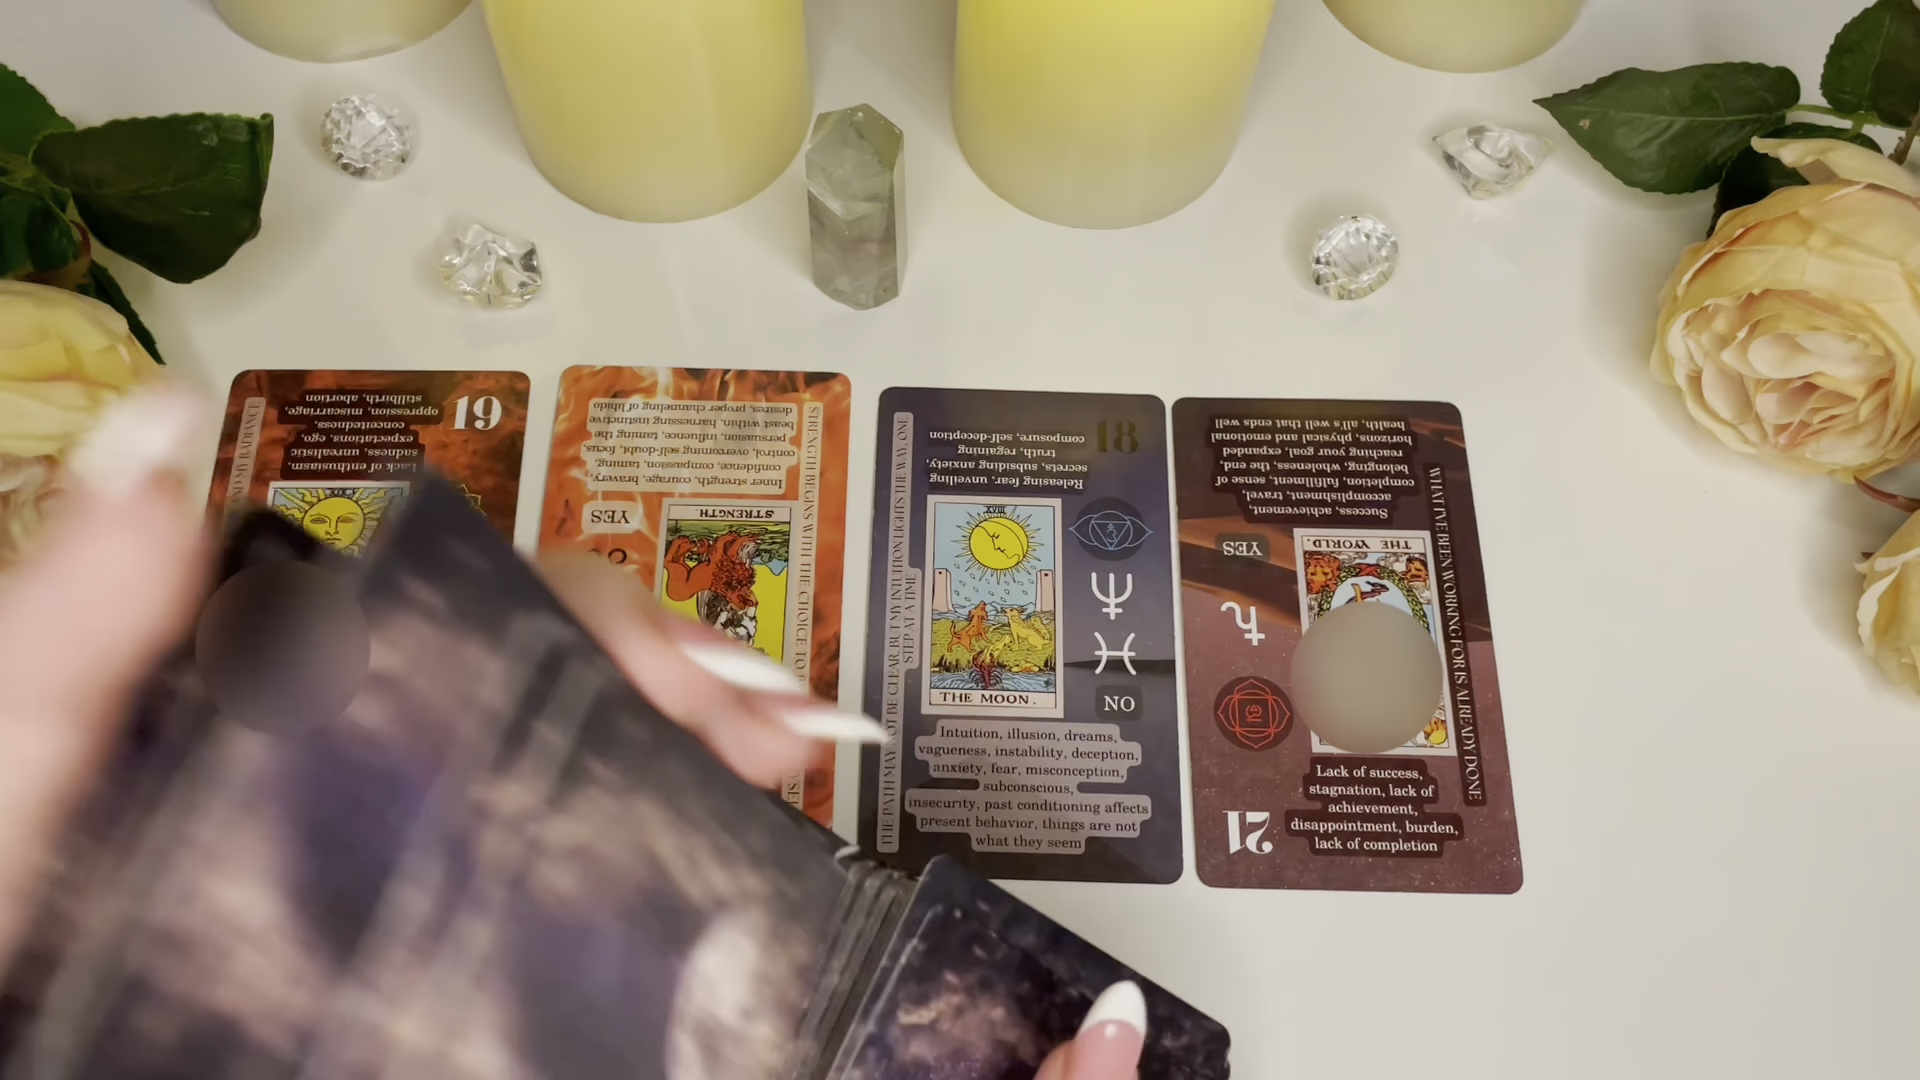 19
Lack of enthusiasm,
sadness, unrealistic
expectations, ego,
conceitedness,
oppression, miscarriage,
stillbirth, abortion
MY RADIANCE
Inner strength, courage, bravery,
confidence, compassion, taming,
control, overcoming self-doubt, focus,
persuasion, influence, taming the
beast within, harnessing instinctive
desires, proper channeling of libido
YES
STRENGTH.
STRENGTH BEGINS WITH THE CHOICE TO
18
Releasing fear, unveiling
secrets, subsiding anxiety,
truth, regaining
composure, self-deception
THE PATH MAY NOT BE CLEAR, BUT MY INTUITION LIGHTS THE WAY, ONE
STEP AT A TIME
XVIII
THE MOON.
NO
Intuition, illusion, dreams,
vagueness, instability, deception,
anxiety, fear, misconception,
subconscious,
insecurity, past conditioning affects
present behavior, things are not
what they seem
Success, achievement,
accomplishment, travel,
completion, fulfillment, sense of
belonging, wholeness, the end,
reaching your goal, expanded
horizons, physical and emotional
health, all's well that ends well
YES
THE WORLD.
WHAT I'VE BEEN WORKING FOR IS ALREADY DONE
21
Lack of success,
stagnation, lack of
achievement,
disappointment, burden,
lack of completion